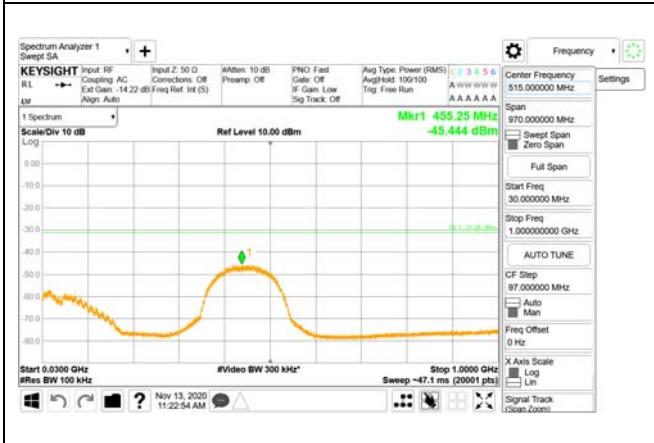 Spectrum Analyzer 1
Swept SA
Frequency
KEYSIGHT
RL
Input: RF
Coupling: AC
Ext Gain: -14.22 dB
Align: Auto
Input Z: 50 Ω
Corrections: Off
Freq Ref: Int (S)
#Atten: 10 dB
Preamp: Off
PNO: Fast
Gate: Off
IF Gain: Low
Sig Track: Off
Avg Type: Power (RMS)
Avg|Hold: 100/100
Trig: Free Run
1 2 3 4 5 6
A W W W W W
A A A A A A
1 Spectrum
Scale/Div 10 dB
Log
Ref Level 10.00 dBm
Mkr1 455.25 MHz
-45.444 dBm
0.00
-10.0
-20.0
-30.0
-40.0
-50.0
-60.0
-70.0
-80.0
1
Start 0.0300 GHz
#Res BW 100 kHz
#Video BW 300 kHz*
Stop 1.0000 GHz
Sweep ~47.1 ms (20001 pts)
Nov 13, 2020
11:22:54 AM
Center Frequency
515.000000 MHz
Settings
Span
970.000000 MHz
Swept Span
Zero Span
Full Span
Start Freq
30.000000 MHz
Stop Freq
1.000000000 GHz
AUTO TUNE
CF Step
97.000000 MHz
Auto
Man
Freq Offset
0 Hz
X Axis Scale
Log
Lin
Signal Track
(Span Zoom)